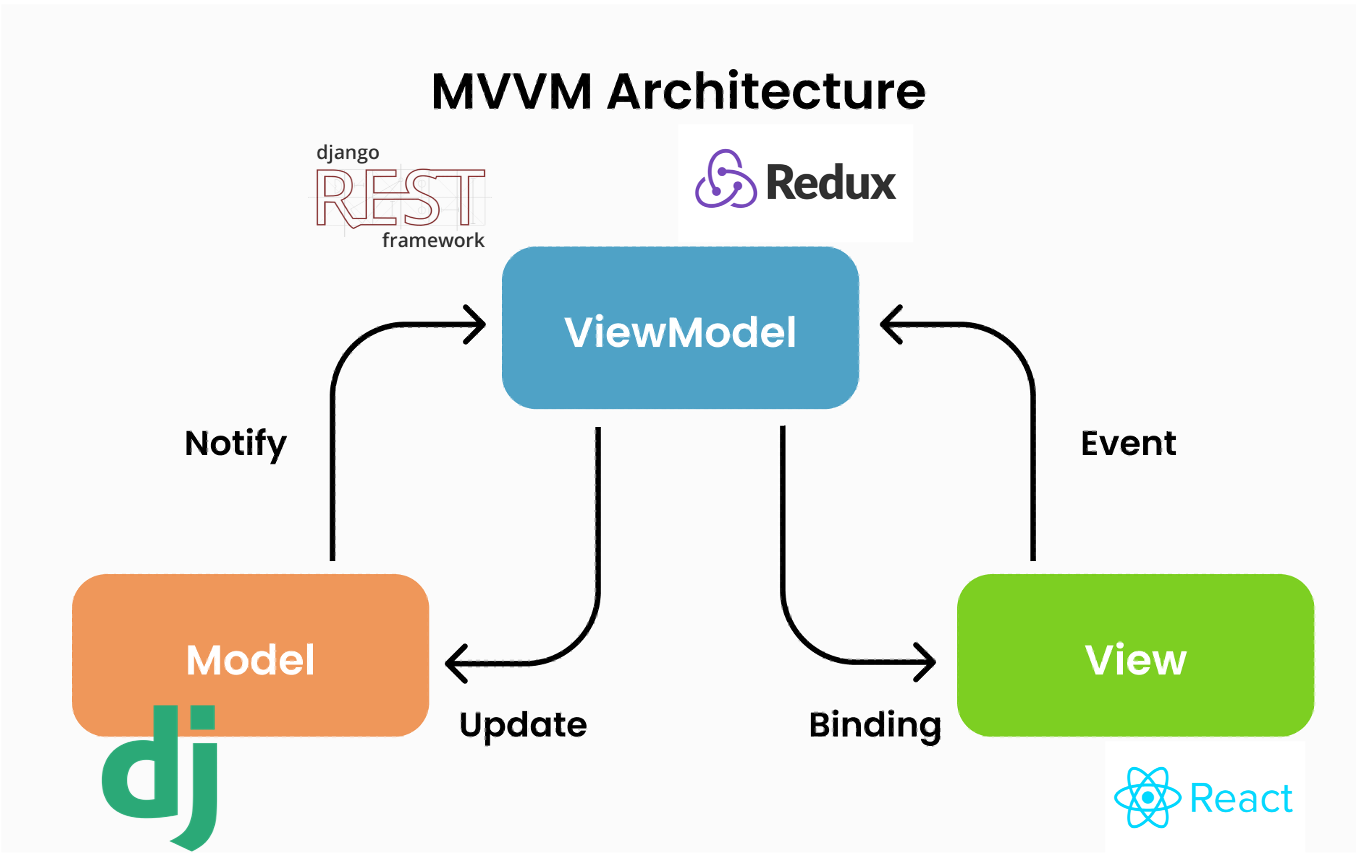 MVVM Architecture
django
REST
framework
Redux
ViewModel
Notify
Event
Model
View
Update
Binding
dj
React